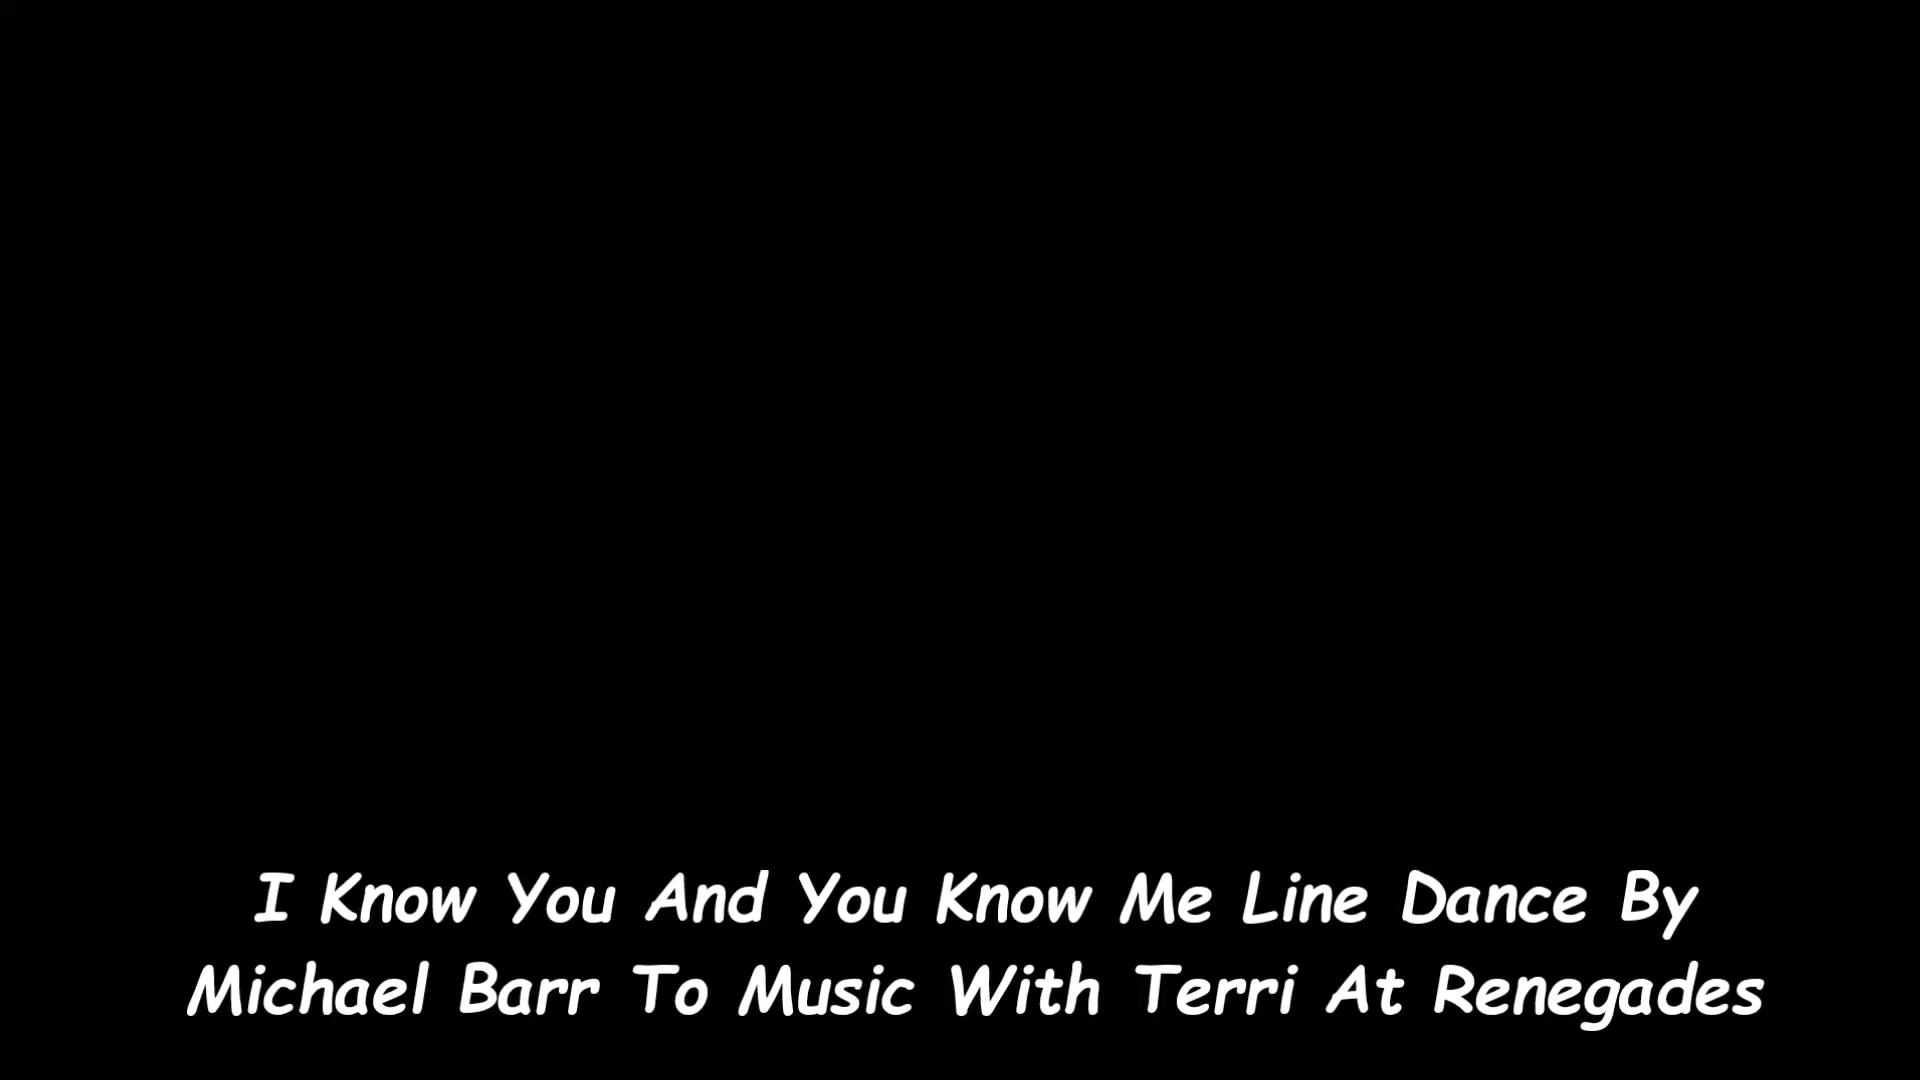 I Know You And You Know Me Line Dance By
Michael Barr To Music With Terri At Renegades